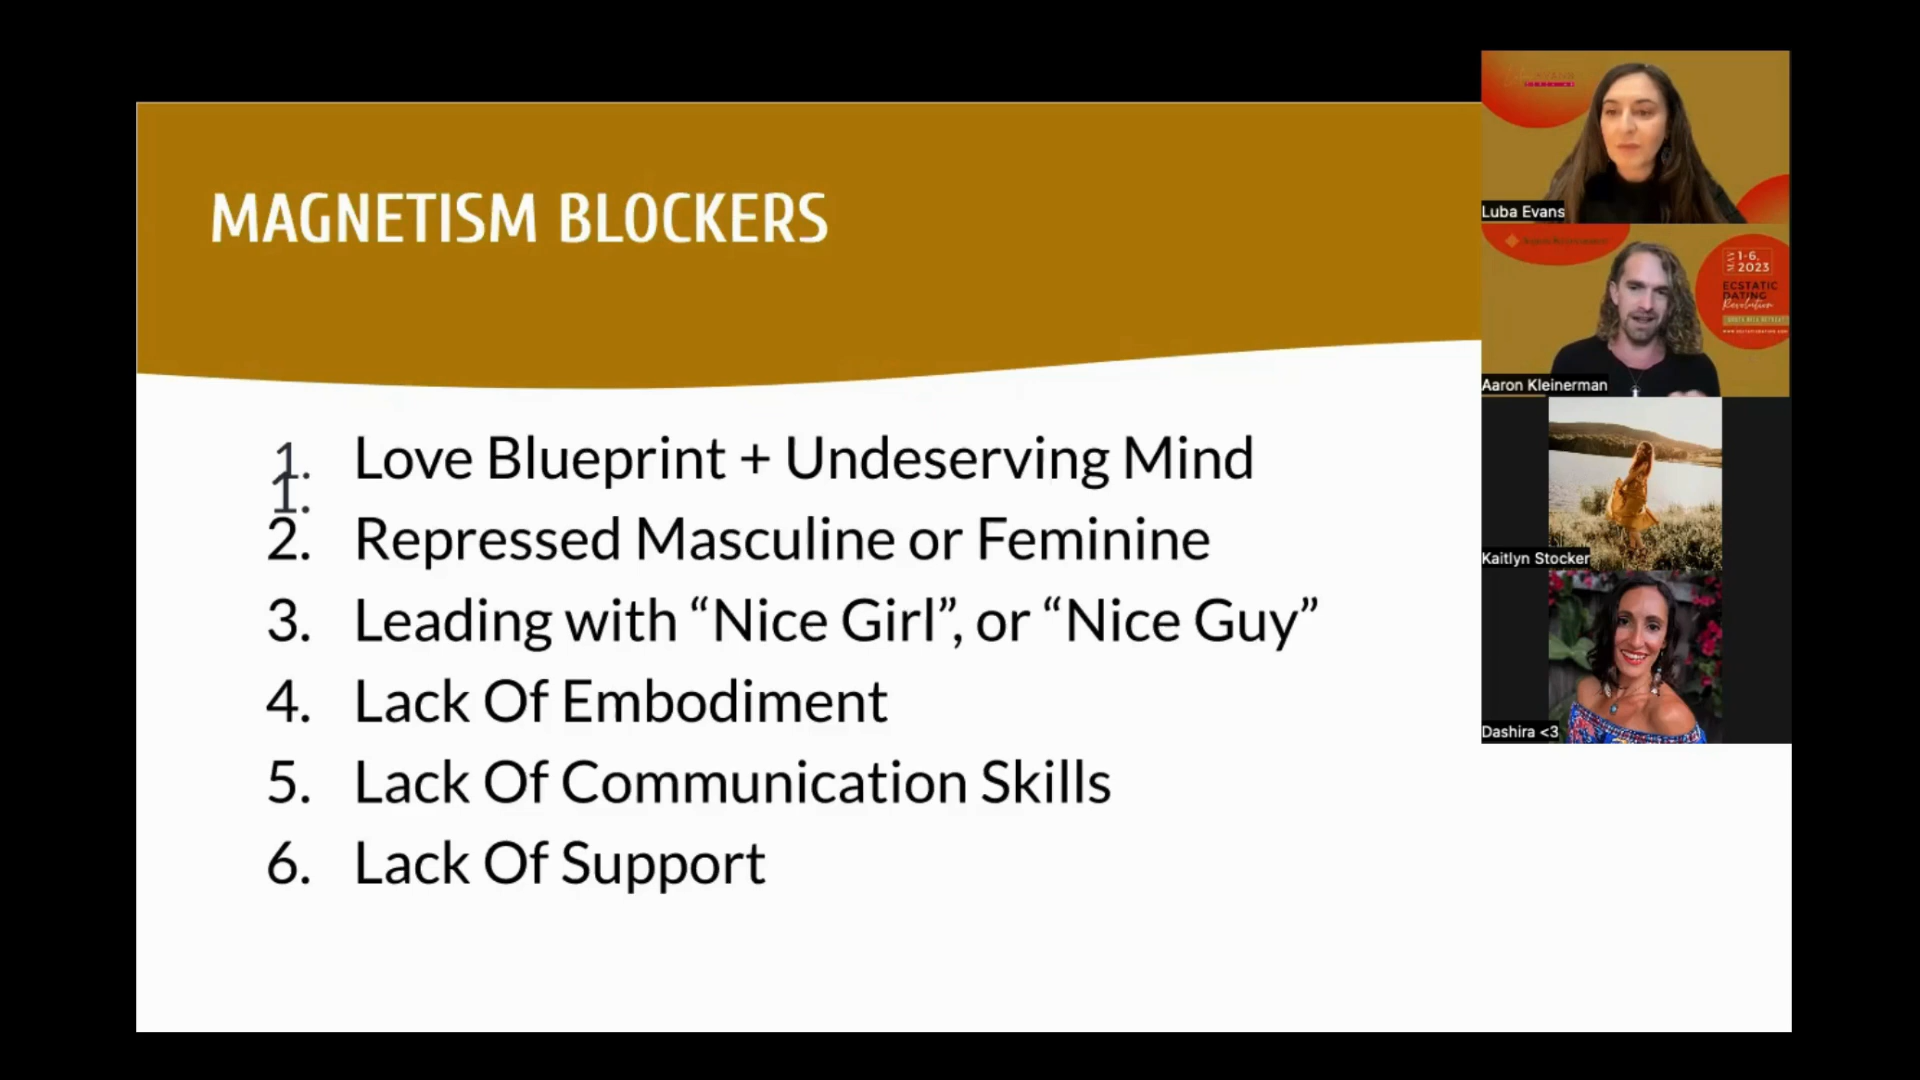 MAGNETISM BLOCKERS
1. Love Blueprint + Undeserving Mind
1.
2. Repressed Masculine or Feminine
3. Leading with “Nice Girl”, or “Nice Guy”
4. Lack Of Embodiment
5. Lack Of Communication Skills
6. Lack Of Support
Luba Evans
MAY 1-6,
2023
ECSTATIC
DATING
Revolution
Aaron Kleinerman
Kaitlyn Stocker
Dashira <3